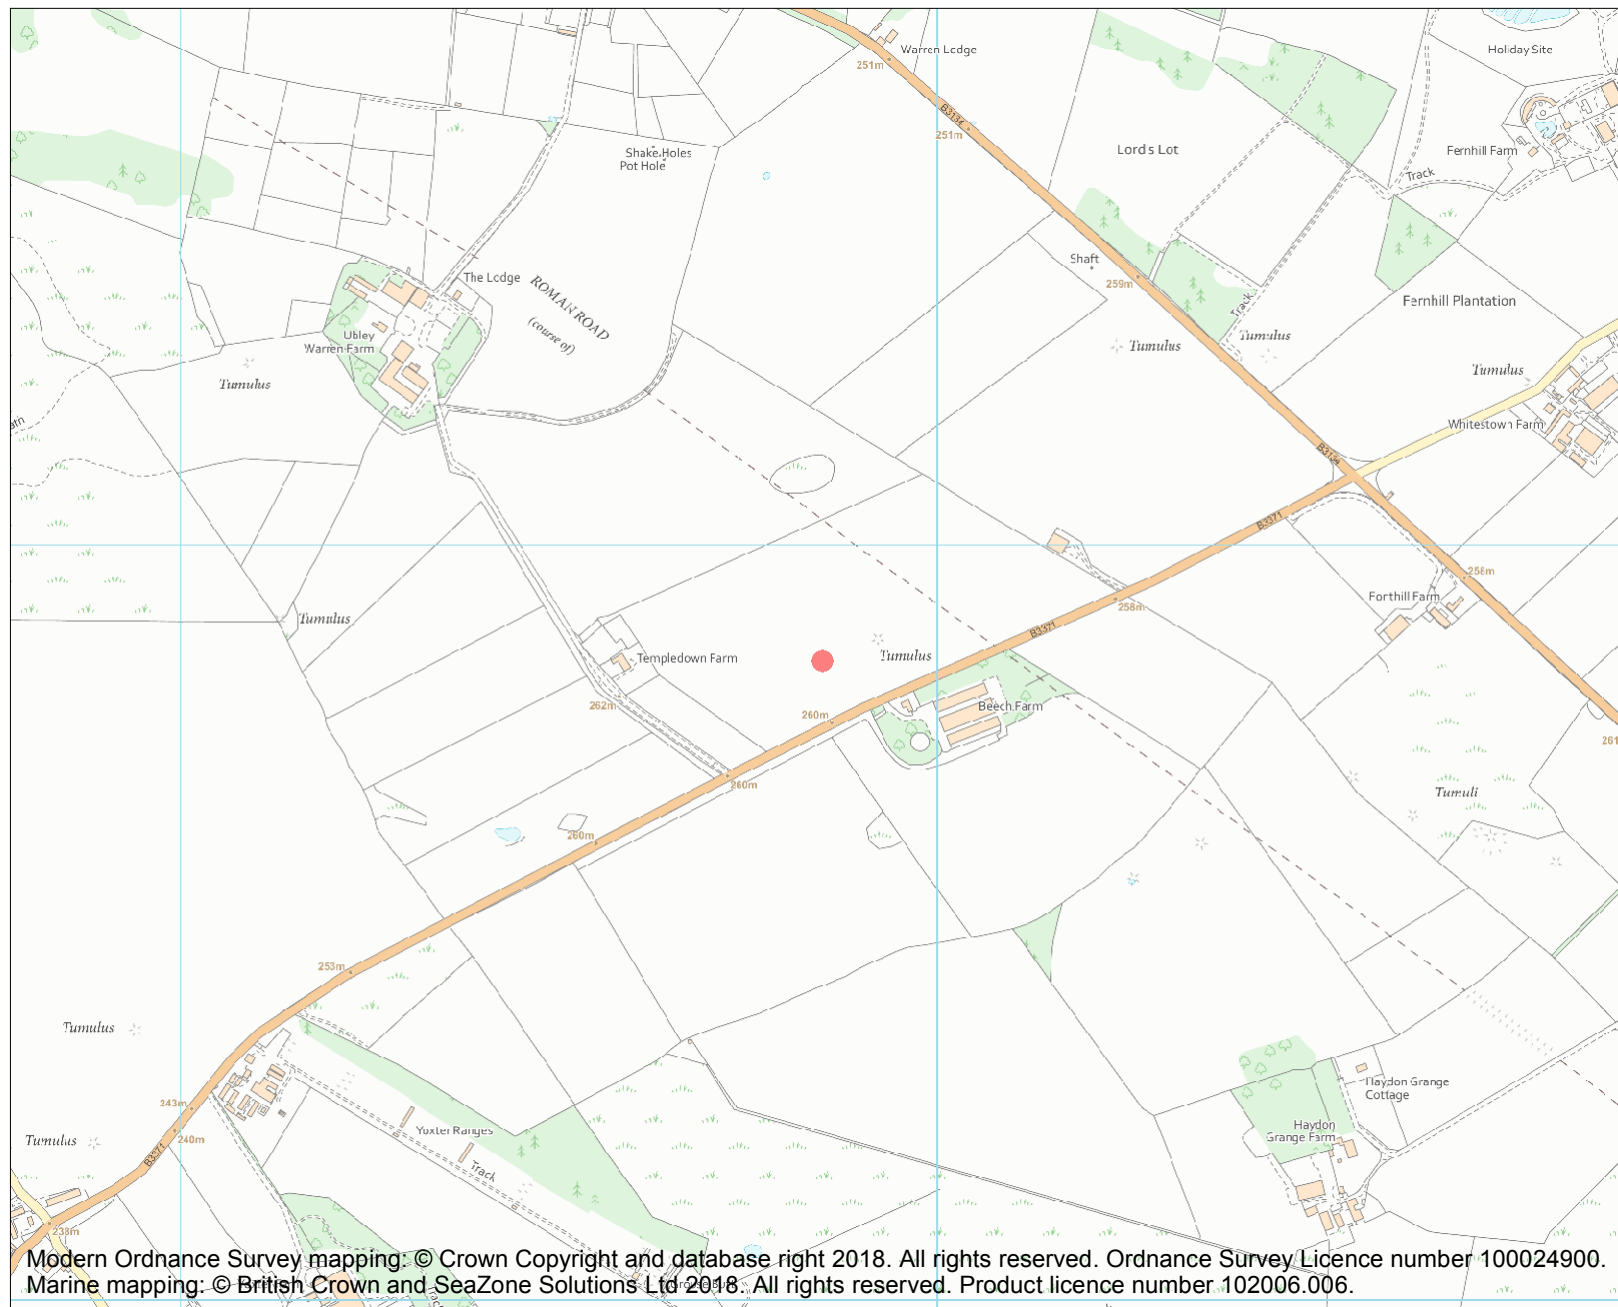 Warren Lodge
251m
Holiday Site
B3134
251m
Lord's Lot
Fernhill Farm
Shake Holes
Pot Hole
Track
Shaft
The Lodge
259m
ROMAN ROAD
(course of)
Fernhill Plantation
Track
Ubley
Warren Farm
Tumulus
Tumulus
Tumulus
Tumulus
Whitestown Farm
B3134
B3371
258m
Forthill Farm
258m
Tumulus
B3371
Templedown Farm
Tumulus
262m
260m
Beech Farm
261
260m
Tumuli
260m
253m
Tumulus
Haydon Grange
Cottage
243m
Tumulus
240m
B3371
Yoxter Ranges
Haydon
Grange Farm
Track
238m
Modern Ordnance Survey mapping: © Crown Copyright and database right 2018. All rights reserved. Ordnance Survey Licence number 100024900.
Marine mapping: © British Crown and SeaZone Solutions Ltd 2018. All rights reserved. Product licence number 102006.006.